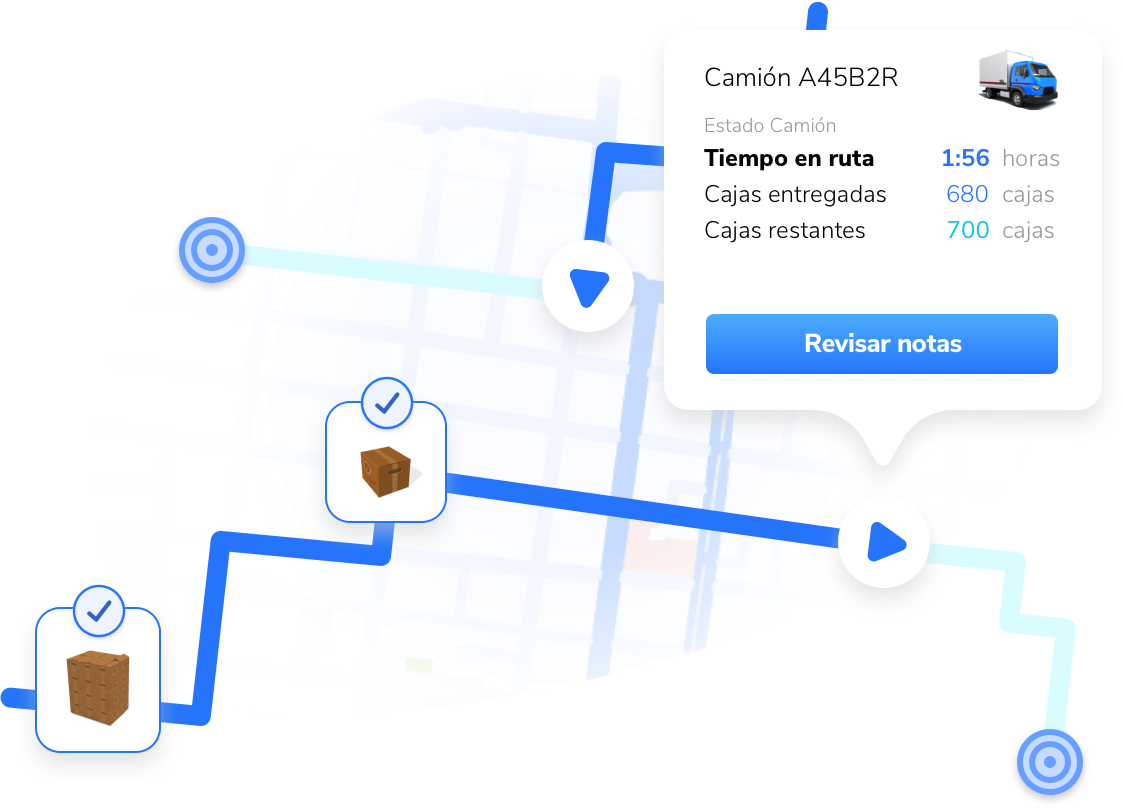 Camión A45B2R
Estado Camión
Tiempo en ruta 1:56 horas
Cajas entregadas 680 cajas
Cajas restantes 700 cajas
Revisar notas